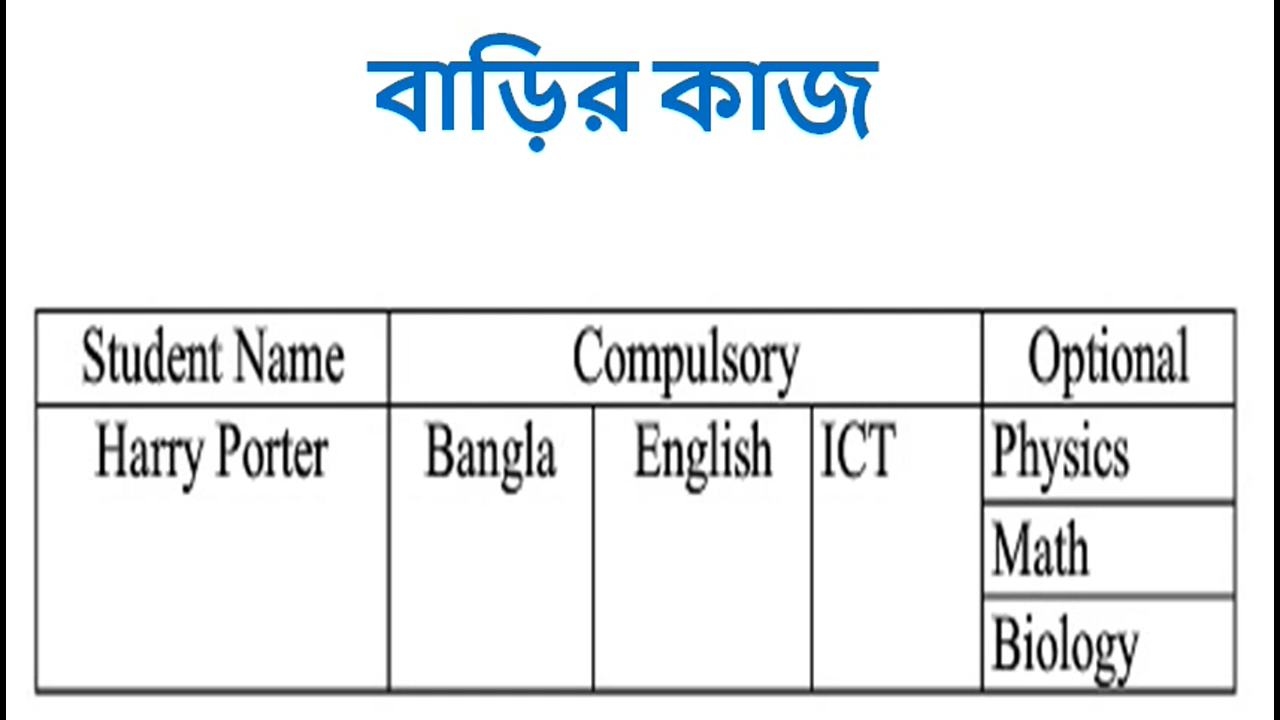 বাড়ির কাজ
Student Name Compulsory Optional
Harry Porter Bangla English ICT Physics
Math
Biology